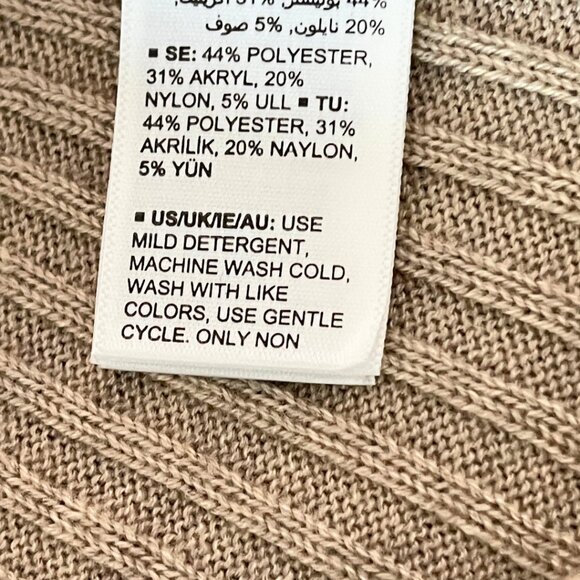 20% نايلون, 5% صوف
▪ SE: 44% POLYESTER,
31% AKRYL, 20%
NYLON, 5% ULL ▪ TU:
44% POLYESTER, 31%
AKRİLİK, 20% NAYLON,
5% YÜN
▪ US/UK/IE/AU: USE
MILD DETERGENT,
MACHINE WASH COLD,
WASH WITH LIKE
COLORS, USE GENTLE
CYCLE. ONLY NON